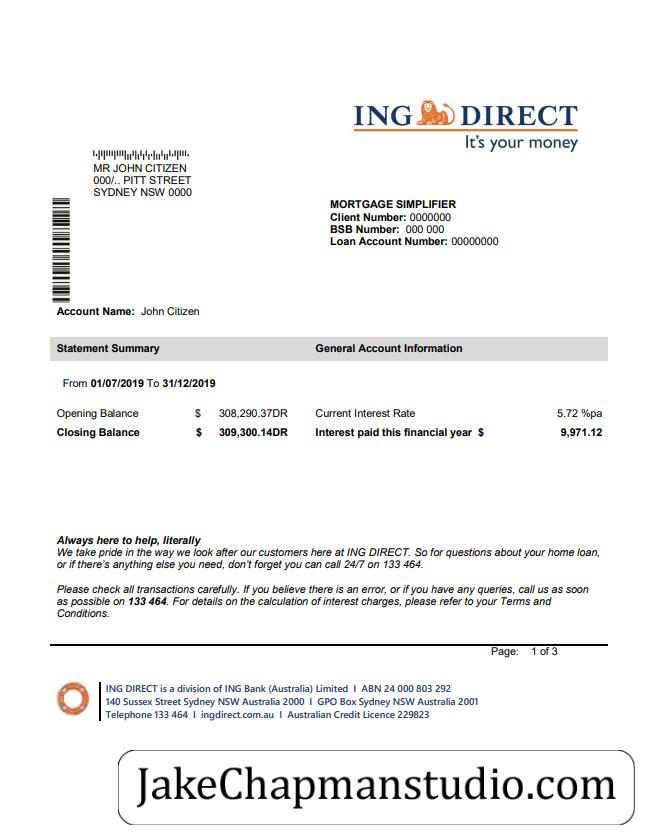 ING DIRECT
It's your money
MR JOHN CITIZEN
000/.. PITT STREET
SYDNEY NSW 0000
MORTGAGE SIMPLIFIER
Client Number: 0000000
BSB Number: 000 000
Loan Account Number: 00000000
Account Name: John Citizen
Statement Summary General Account Information
From 01/07/2019 To 31/12/2019
Opening Balance $ 308,290.37DR Current Interest Rate 5.72 %pa
Closing Balance $ 309,300.14DR Interest paid this financial year $ 9,971.12
Always here to help, literally
We take pride in the way we look after our customers here at ING DIRECT. So for questions about your home loan,
or if there's anything else you need, don't forget you can call 24/7 on 133 464.
Please check all transactions carefully. If you believe there is an error, or if you have any queries, call us as soon
as possible on 133 464. For details on the calculation of interest charges, please refer to your Terms and
Conditions.
Page: 1 of 3
ING DIRECT is a division of ING Bank (Australia) Limited I ABN 24 000 803 292
140 Sussex Street Sydney NSW Australia 2000 I GPO Box Sydney NSW Australia 2001
Telephone 133 464 I ingdirect.com.au I Australian Credit Licence 229823
JakeChapmanstudio.com